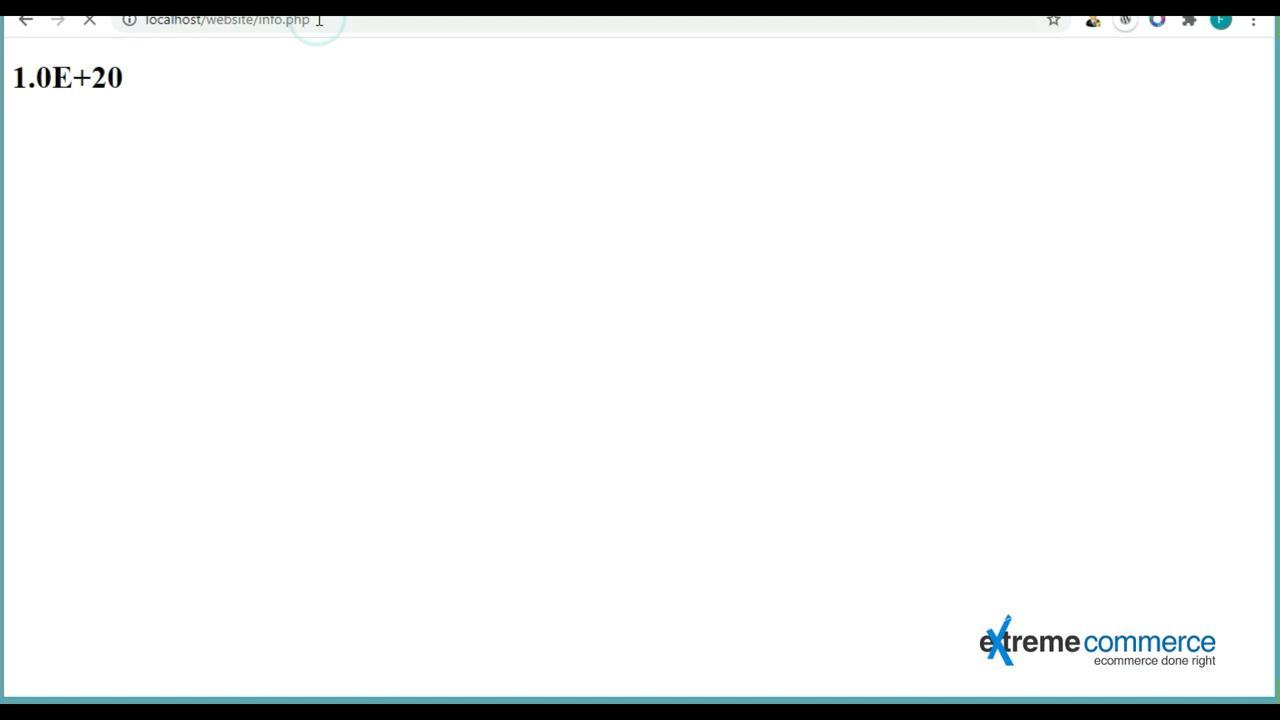 localhost/website/info.php
F
1.0E+20
extreme commerce
ecommerce done right